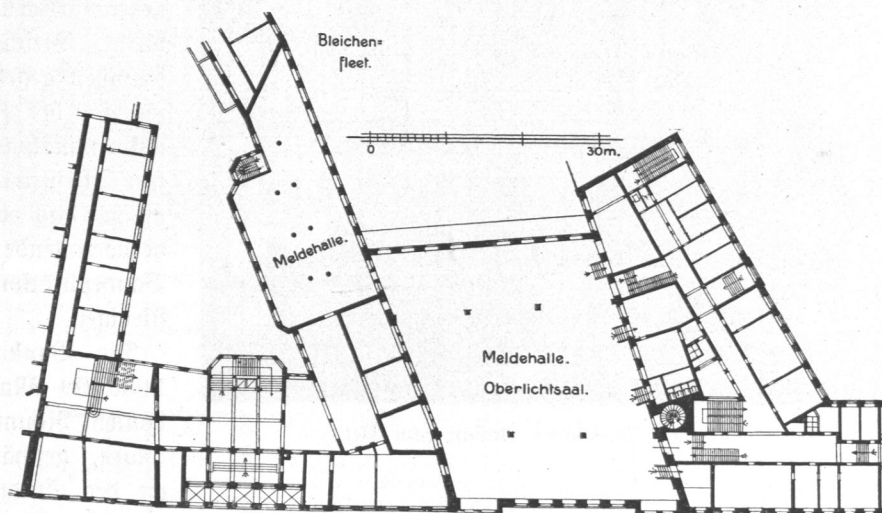 Bleichen=
fleet.
0 30m.
Meldehalle.
Meldehalle.
Oberlichtsaal.